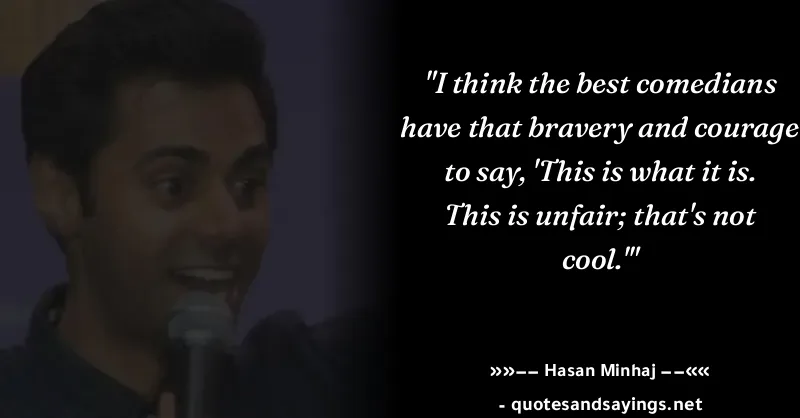 "I think the best comedians
have that bravery and courage
to say, 'This is what it is.
This is unfair; that's not
cool.'"
»»−− Hasan Minhaj −−««
- quotesandsayings.net